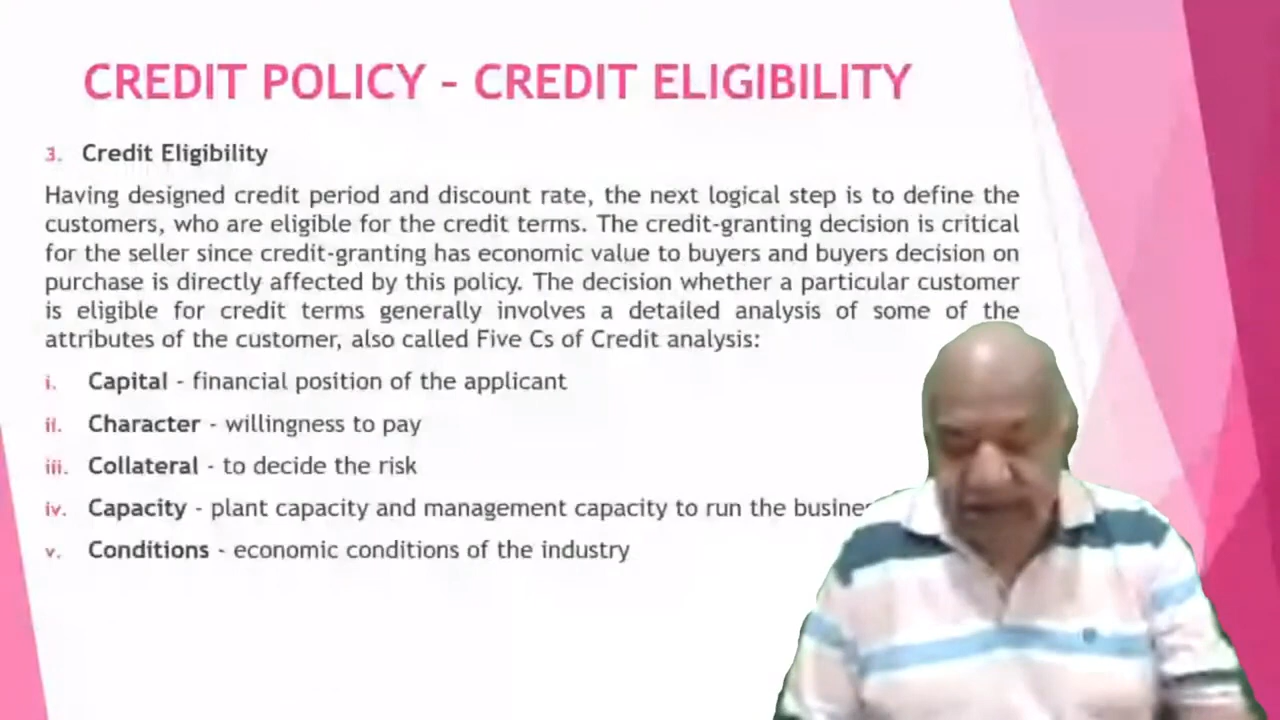 CREDIT POLICY - CREDIT ELIGIBILITY
3. Credit Eligibility
Having designed credit period and discount rate, the next logical step is to define the
customers, who are eligible for the credit terms. The credit-granting decision is critical
for the seller since credit-granting has economic value to buyers and buyers decision on
purchase is directly affected by this policy. The decision whether a particular customer
is eligible for credit terms generally involves a detailed analysis of some of the
attributes of the customer, also called Five Cs of Credit analysis:
i. Capital - financial position of the applicant
ii. Character - willingness to pay
iii. Collateral - to decide the risk
iv. Capacity - plant capacity and management capacity to run the
v. Conditions - economic conditions of the industry